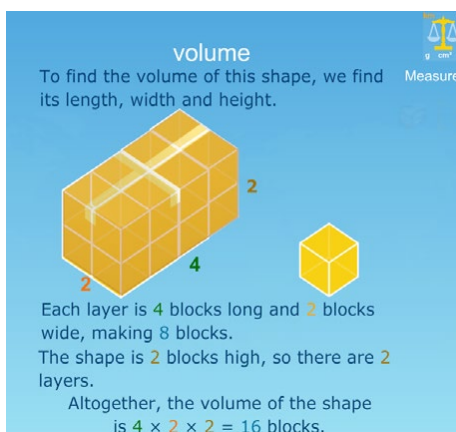 volume
To find the volume of this shape, we find
its length, width and height.
km
g cm³
Measure
2
4
2
Each layer is 4 blocks long and 2 blocks
wide, making 8 blocks.
The shape is 2 blocks high, so there are 2
layers.
Altogether, the volume of the shape
is 4 × 2 × 2 = 16 blocks.